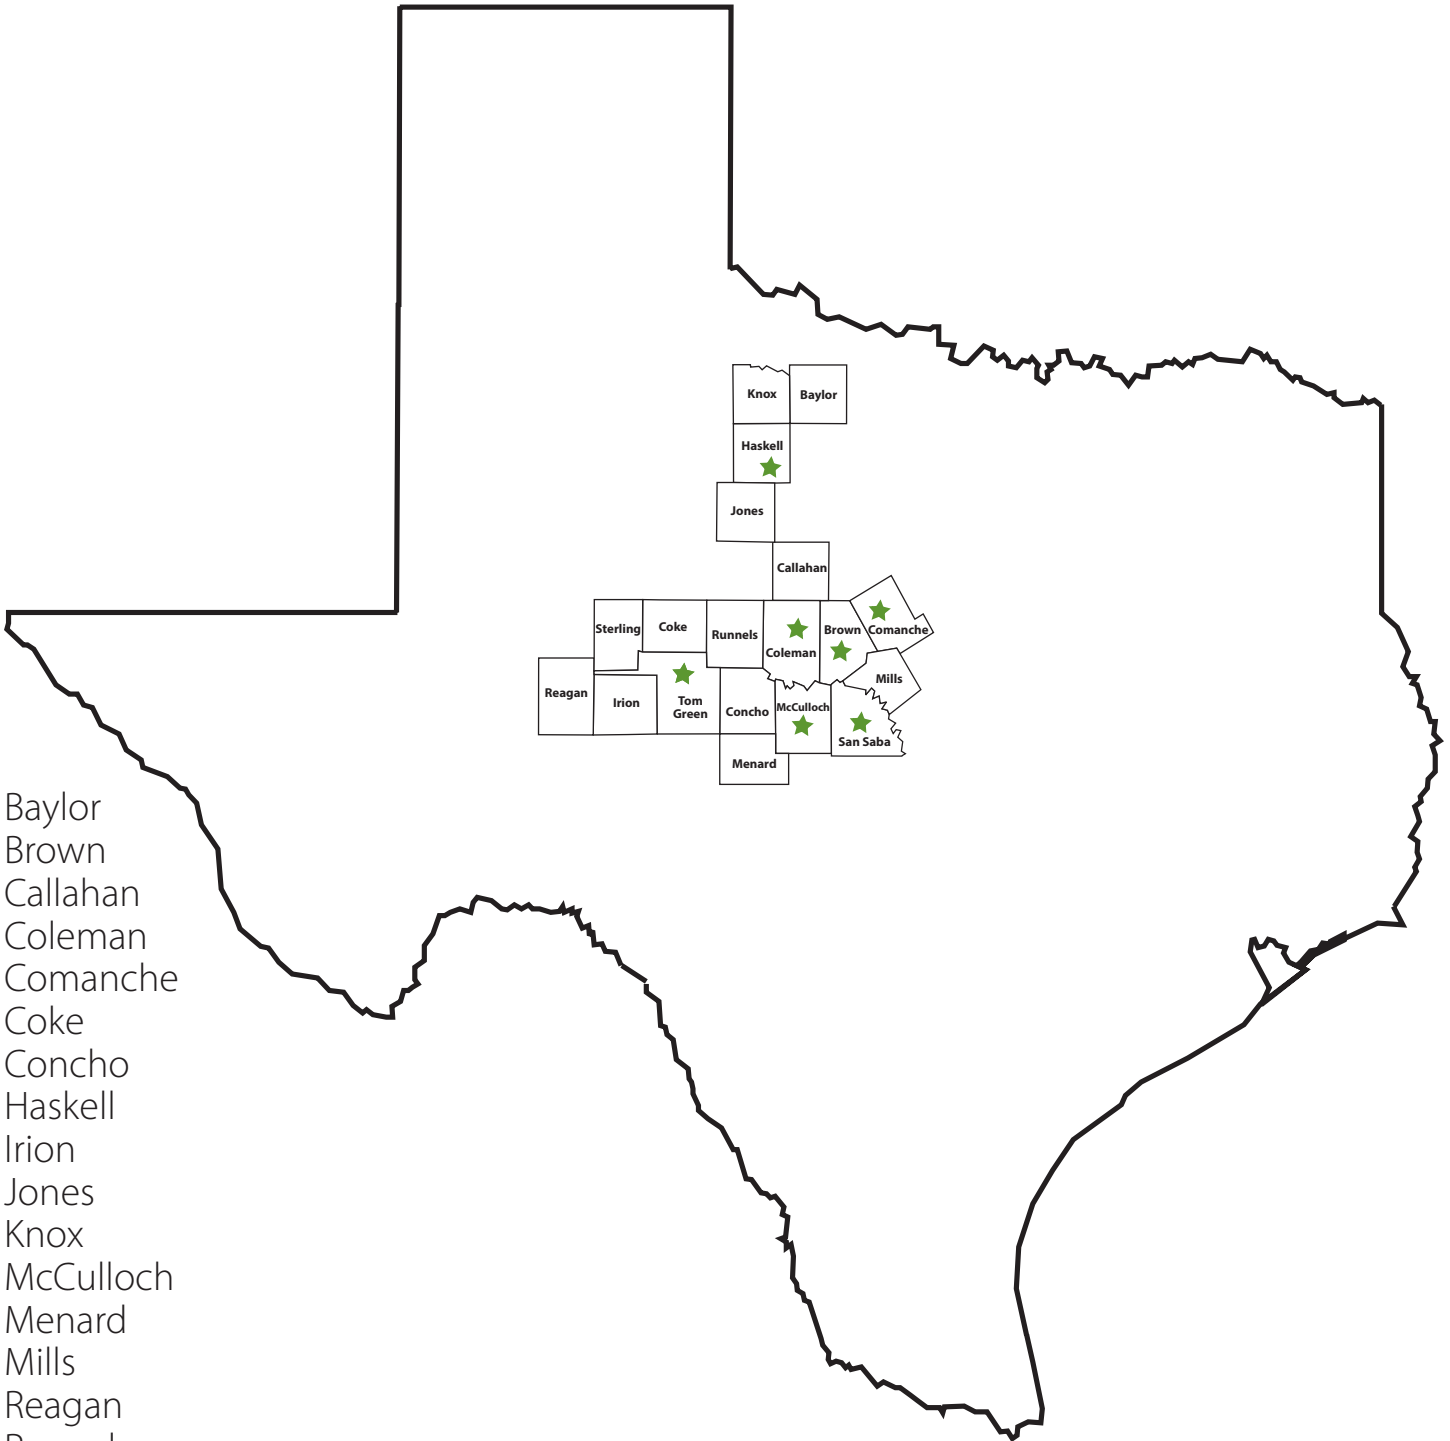 Knox
Baylor
Haskell
Jones
Callahan
Sterling
Coke
Runnels
Coleman
Brown
Comanche
Reagan
Irion
Tom
Green
Concho
McCulloch
Mills
San Saba
Menard
Baylor
Brown
Callahan
Coleman
Comanche
Coke
Concho
Haskell
Irion
Jones
Knox
McCulloch
Menard
Mills
Reagan